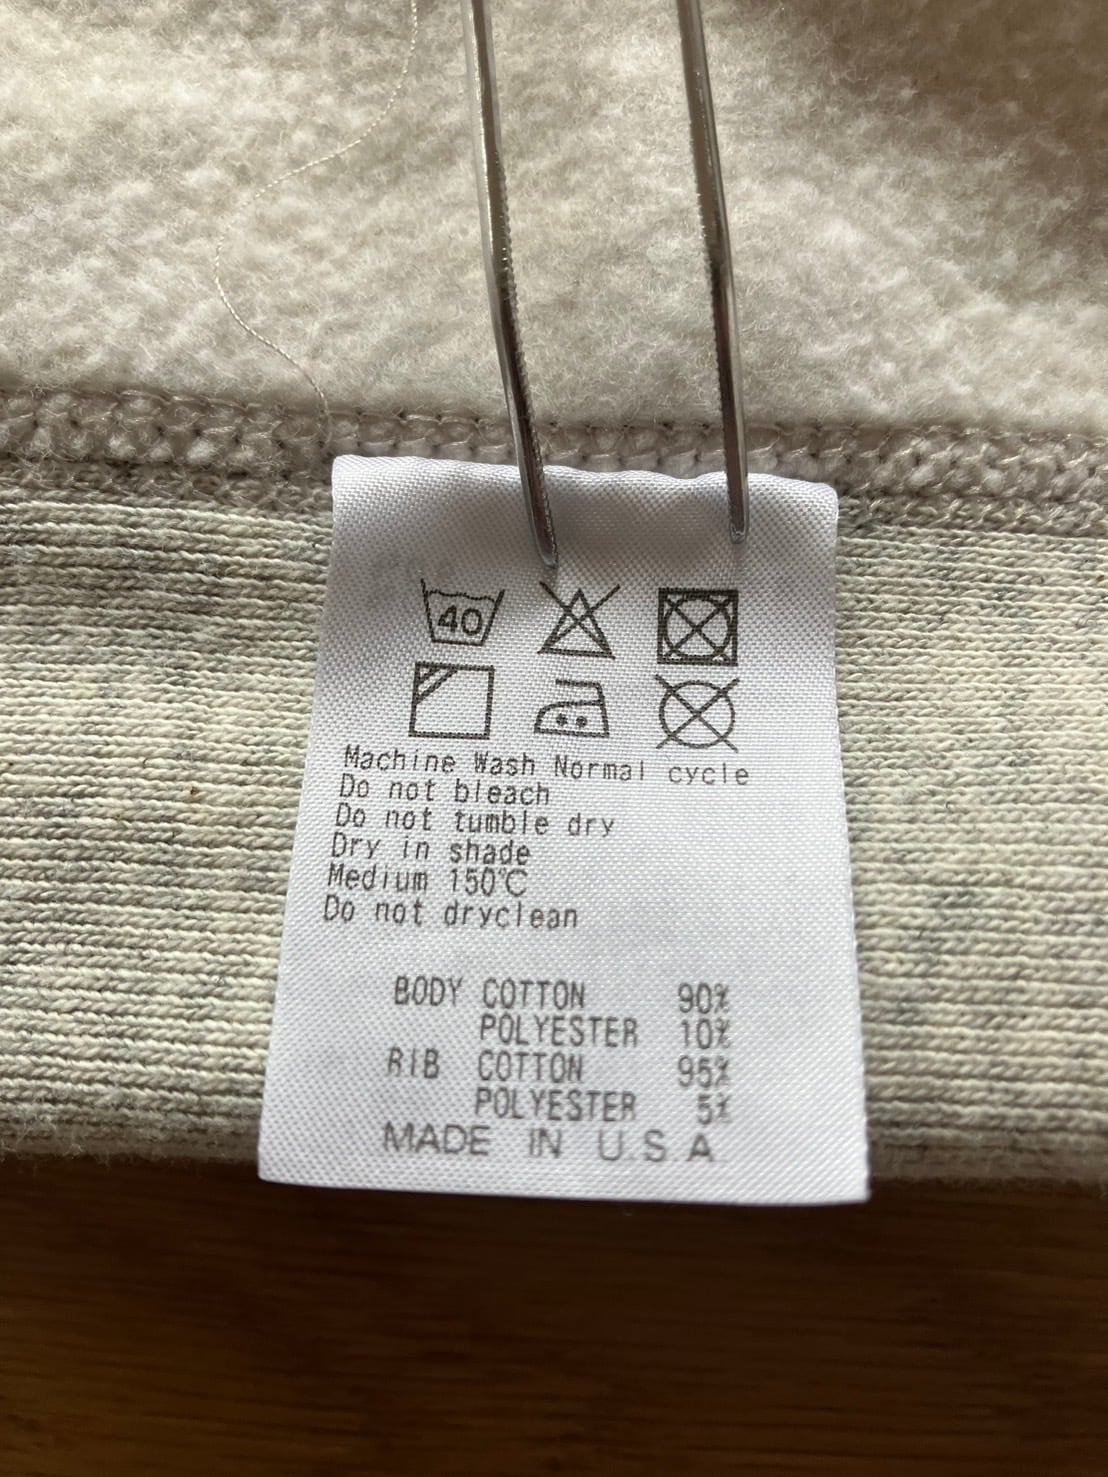 40
Machine Wash Normal cycle
Do not bleach
Do not tumble dry
Dry in shade
Medium 150℃
Do not dryclean
BODY COTTON 90%
POLYESTER 10%
RIB COTTON 95%
POLYESTER 5%
MADE IN U.S.A